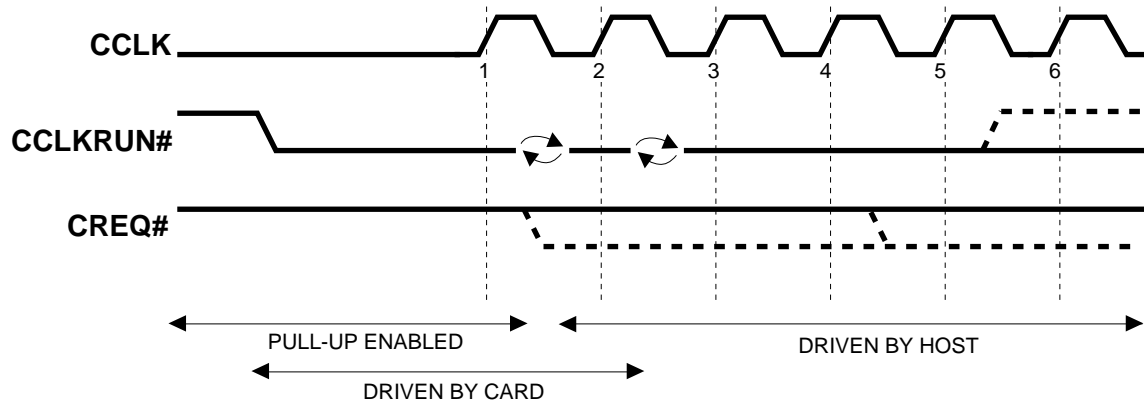 CCLK
1 2 3 4 5 6
CCLKRUN#
CREQ#
PULL-UP ENABLED
DRIVEN BY HOST
DRIVEN BY CARD